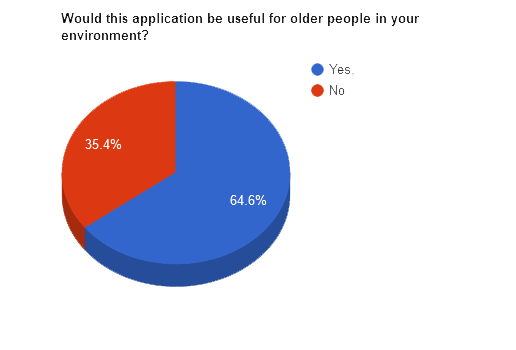 Would this application be useful for older people in your
environment?
Yes,
No
35.4%
64.6%